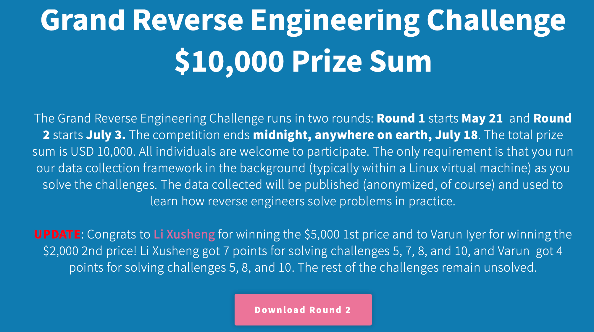 Grand Reverse Engineering Challenge
$10,000 Prize Sum
The Grand Reverse Engineering Challenge runs in two rounds: Round 1 starts May 21 and Round
2 starts July 3. The competition ends midnight, anywhere on earth, July 18. The total prize
sum is USD 10,000. All individuals are welcome to participate. The only requirement is that you run
our data collection framework in the background (typically within a Linux virtual machine) as you
solve the challenges. The data collected will be published (anonymized, of course) and used to
learn how reverse engineers solve problems in practice.
UPDATE: Congrats to Li Xusheng for winning the $5,000 1st price and to Varun Iyer for winning the
$2,000 2nd prize! Li Xusheng got 7 points for solving challenges 5, 7, 8, and 10, and Varun got 4
points for solving challenges 5, 8, and 10. The rest of the challenges remain unsolved.
Download Round 2